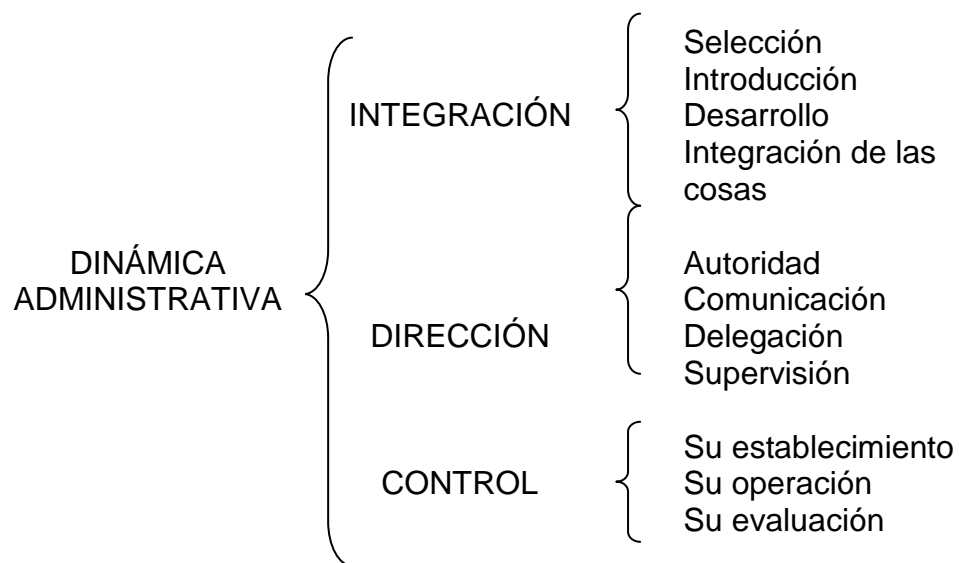 DINÁMICA
ADMINISTRATIVA
INTEGRACIÓN
Selección
Introducción
Desarrollo
Integración de las
cosas
DIRECCIÓN
Autoridad
Comunicación
Delegación
Supervisión
CONTROL
Su establecimiento
Su operación
Su evaluación